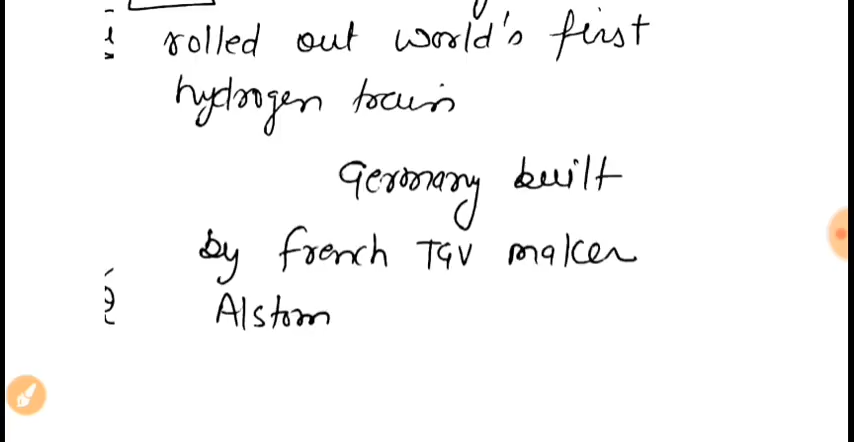 rolled out world's first
hydrogen train
Germany built
by french TGV maker
Alstom